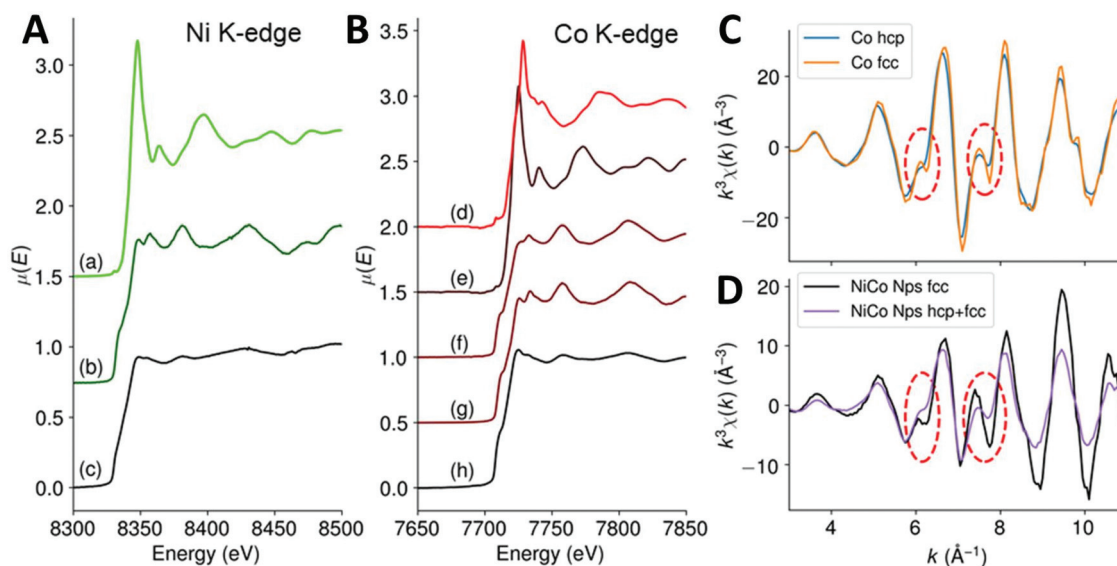 A
Ni K-edge
3.0
2.5
2.0
1.5
1.0
0.5
0.0
μ(E)
(a)
(b)
(c)
8300 8350 8400 8450 8500
Energy (eV)
B
Co K-edge
3.5
3.0
2.5
2.0
1.5
1.0
0.5
0.0
μ(E)
(d)
(e)
(f)
(g)
(h)
7650 7700 7750 7800 7850
Energy (eV)
C
Co hcp
Co fcc
20
0
−20
k³χ(k) (Å⁻³)
D
NiCo Nps fcc
NiCo Nps hcp+fcc
20
10
0
−10
k³χ(k) (Å⁻³)
4 6 8 10
k (Å⁻¹)